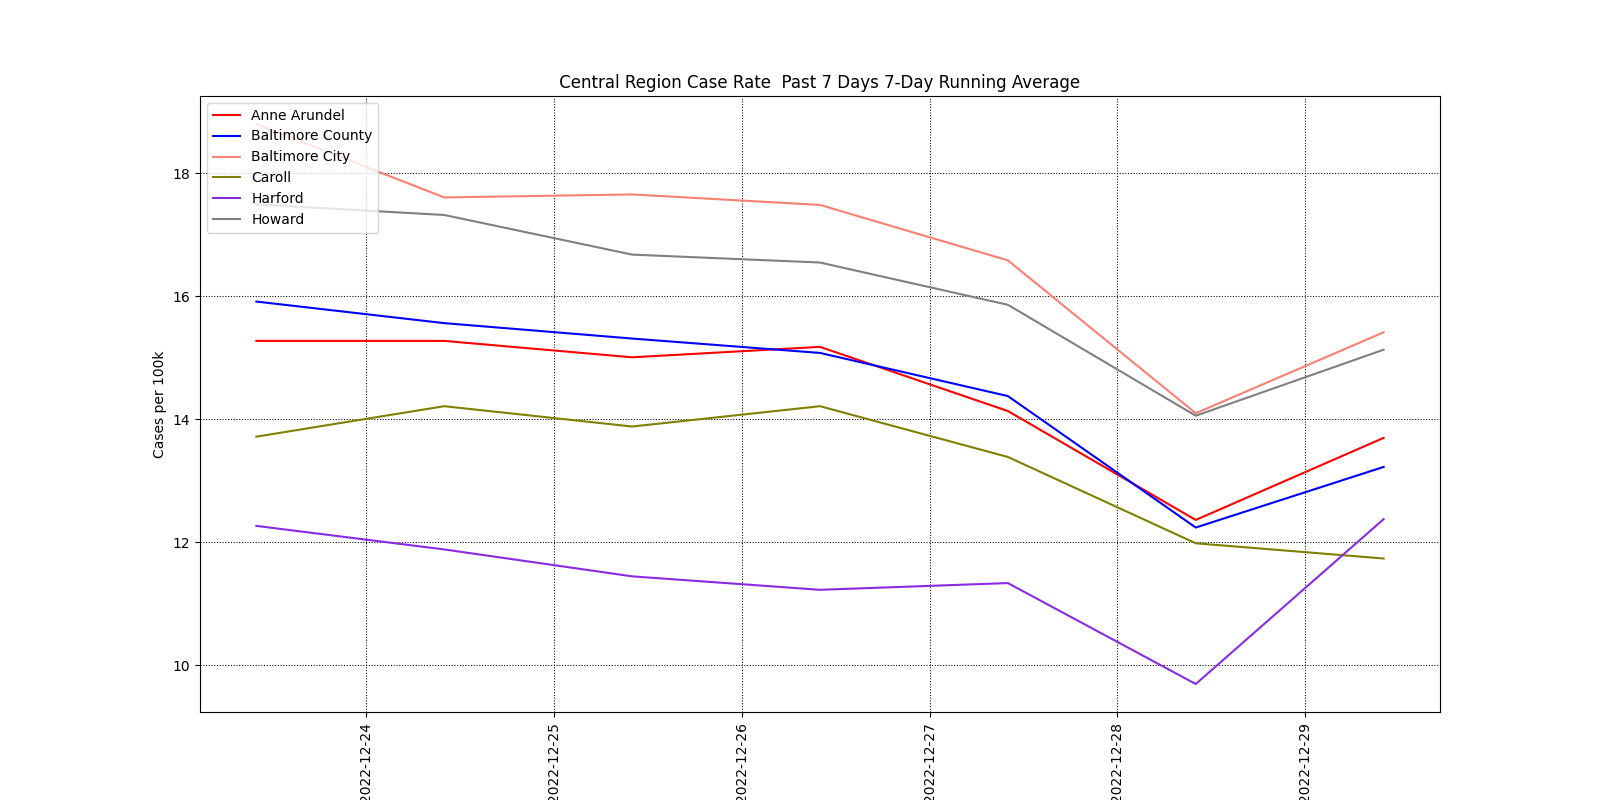 Central Region Case Rate  Past 7 Days 7-Day Running Average
Anne Arundel
Baltimore County
Baltimore City
Caroll
Harford
Howard
Cases per 100k
18
16
14
12
10
2022-12-24
2022-12-25
2022-12-26
2022-12-27
2022-12-28
2022-12-29